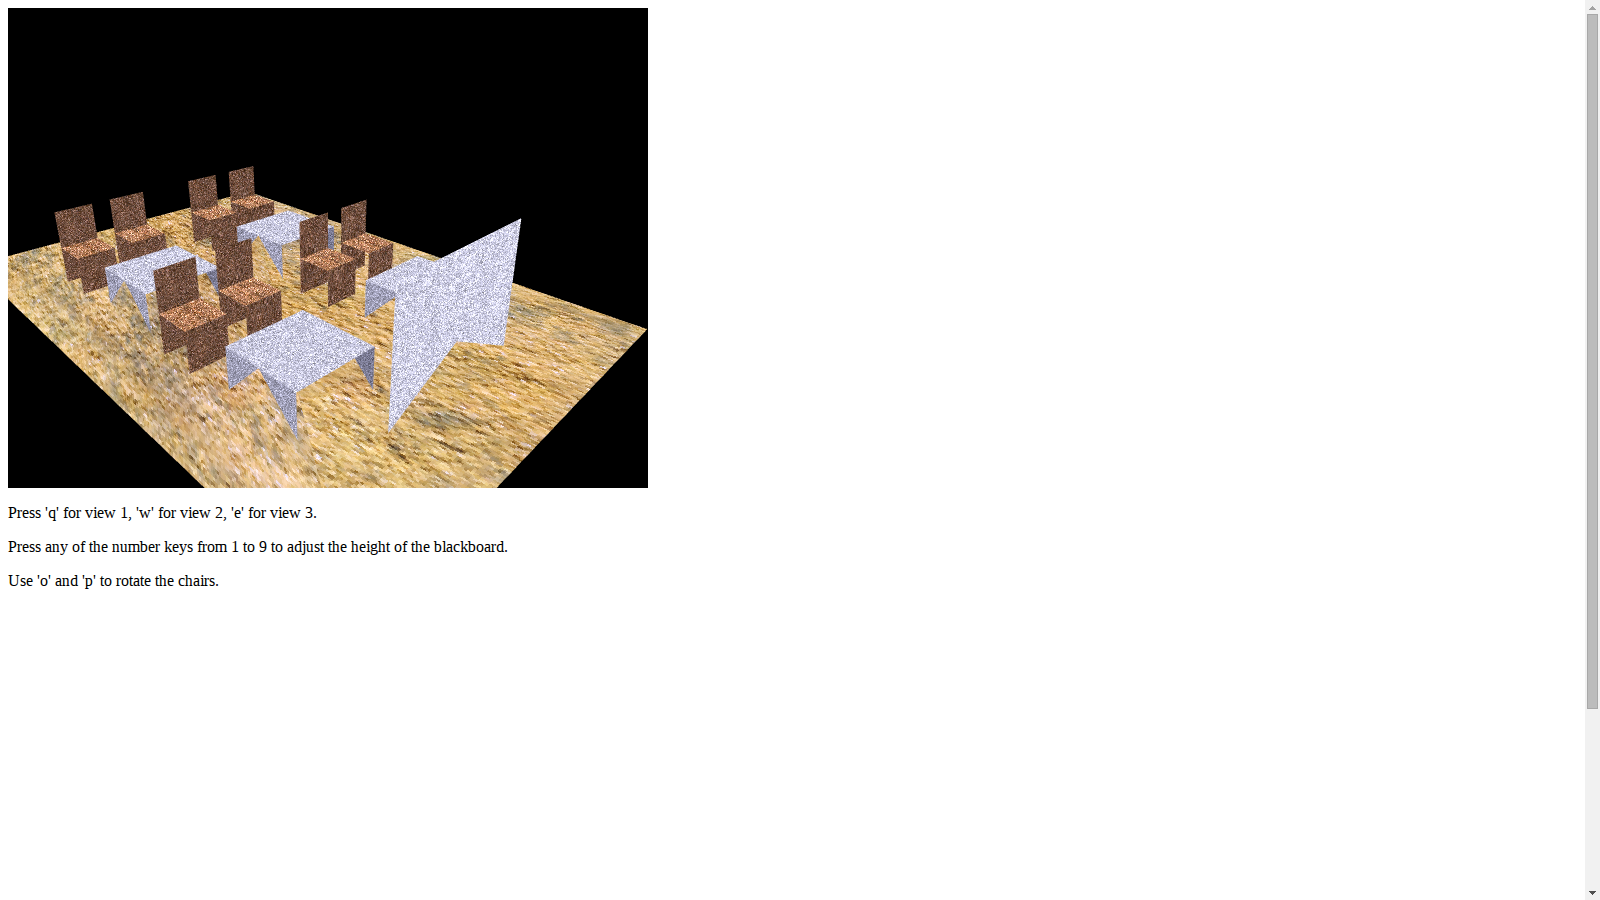 Press 'q' for view 1, 'w' for view 2, 'e' for view 3.
Press any of the number keys from 1 to 9 to adjust the height of the blackboard.
Use 'o' and 'p' to rotate the chairs.